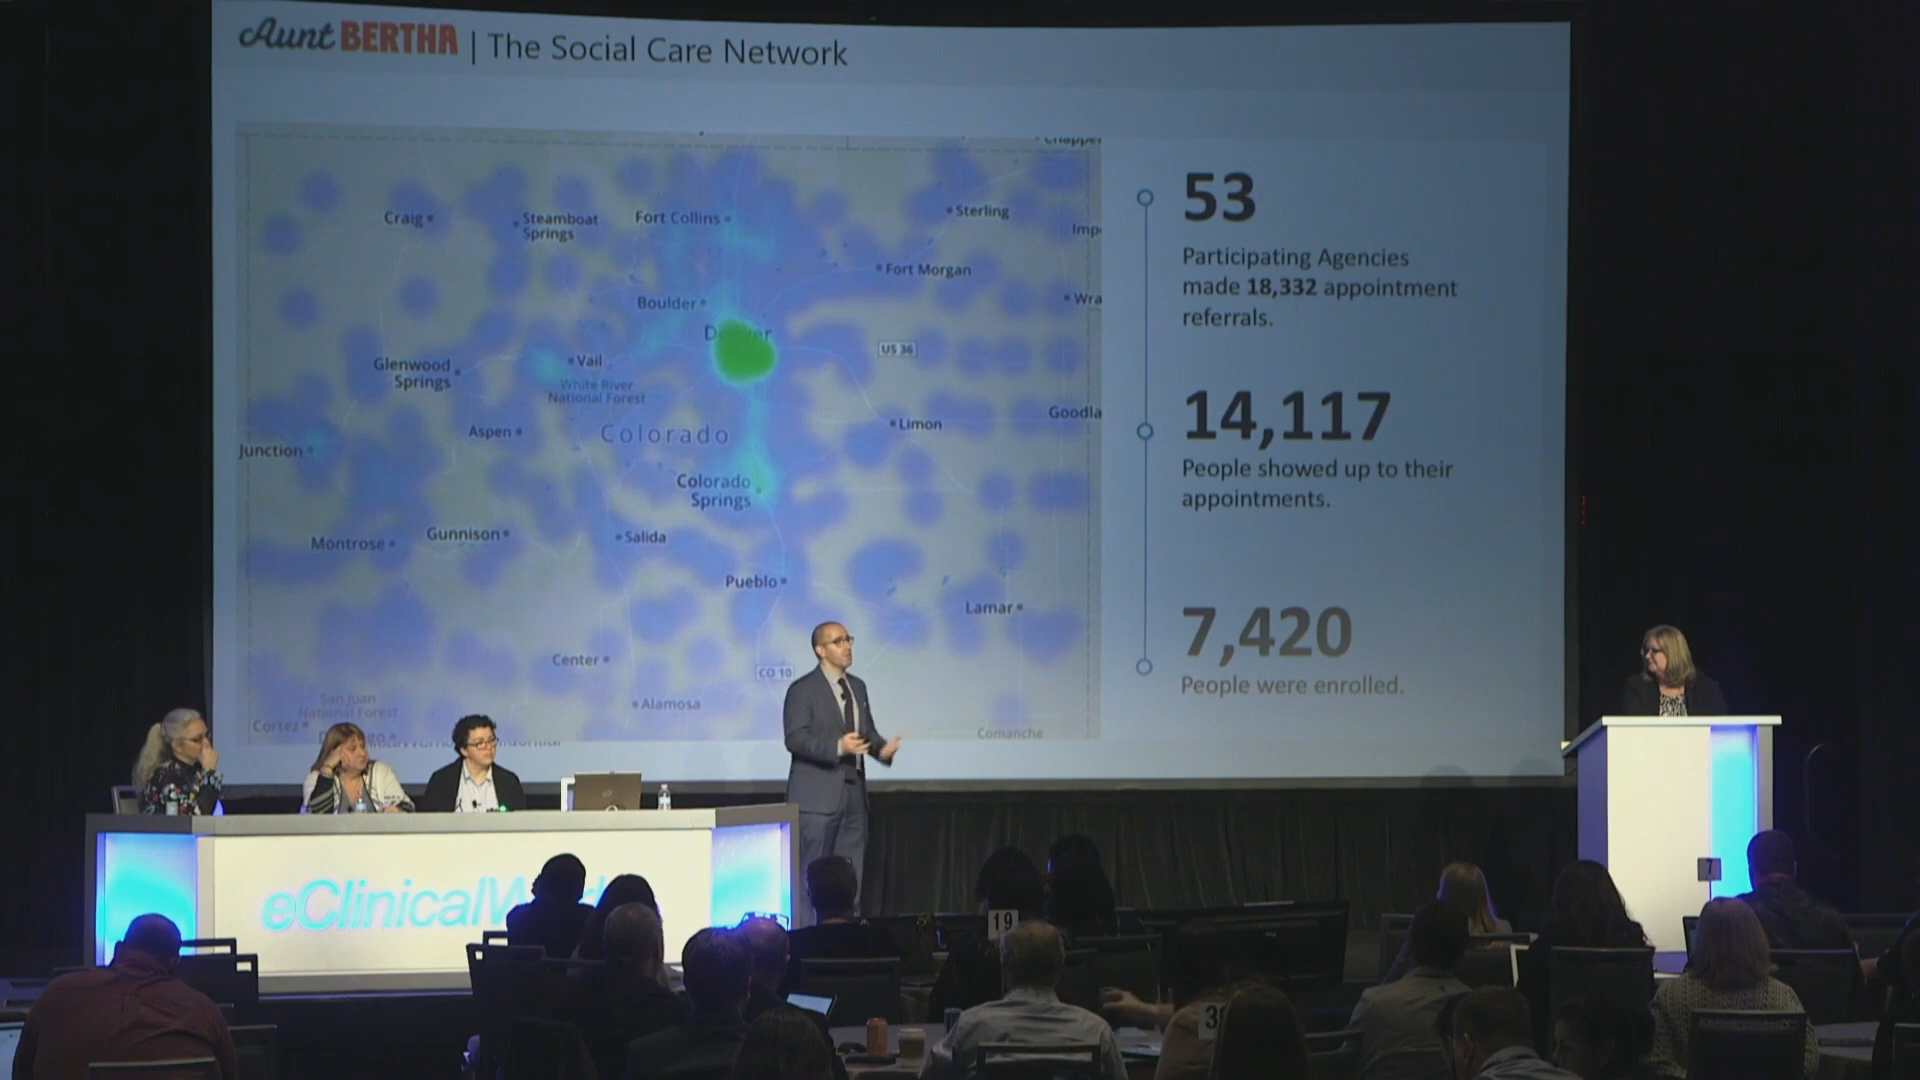 Aunt BERTHA | The Social Care Network
Craig
Steamboat
Springs
Fort Collins
Sterling
Fort Morgan
Boulder
US 36
Glenwood
Springs
Vail
White River
National Forest
Aspen
Colorado
Limon
Junction
Colorado
Springs
Montrose
Gunnison
Salida
Pueblo
Lamar
Center
CO 10
San Juan
National Forest
Alamosa
Cortez
Comanche
53
Participating Agencies
made 18,332 appointment
referrals.
14,117
People showed up to their
appointments.
7,420
People were enrolled.
eClinicalW
19
7